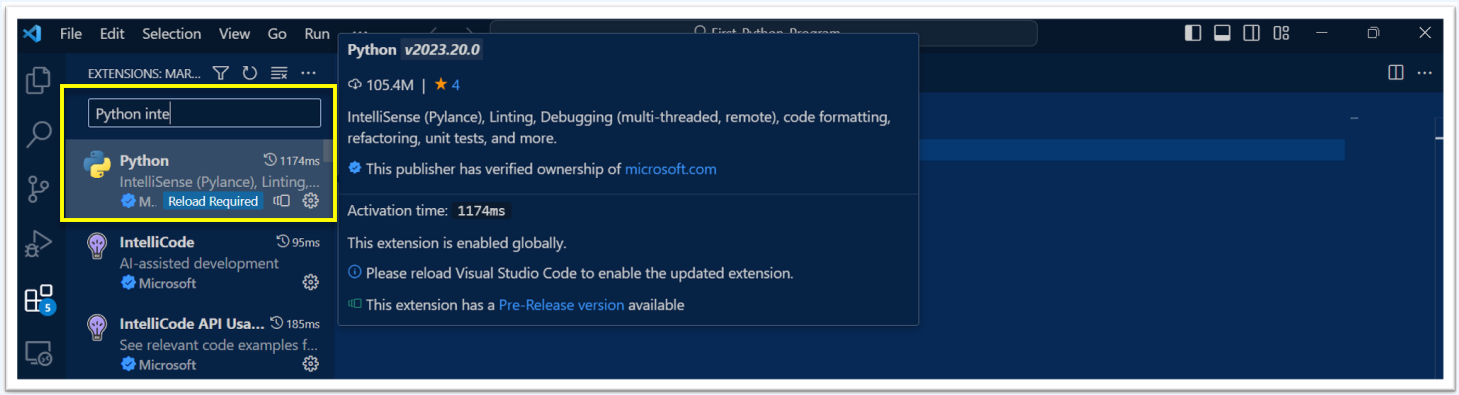 File Edit Selection View Go Run ...
EXTENSIONS: MAR... ...
Python inte
Python 1174ms
IntelliSense (Pylance), Linting,...
M.. Reload Required
IntelliCode 95ms
AI-assisted development
Microsoft
IntelliCode API Usa... 185ms
See relevant code examples f...
Microsoft
5
First-Python-Program
Python v2023.20.0
105.4M | ★ 4
IntelliSense (Pylance), Linting, Debugging (multi-threaded, remote), code formatting,
refactoring, unit tests, and more.
This publisher has verified ownership of microsoft.com
Activation time: 1174ms
This extension is enabled globally.
Please reload Visual Studio Code to enable the updated extension.
This extension has a Pre-Release version available